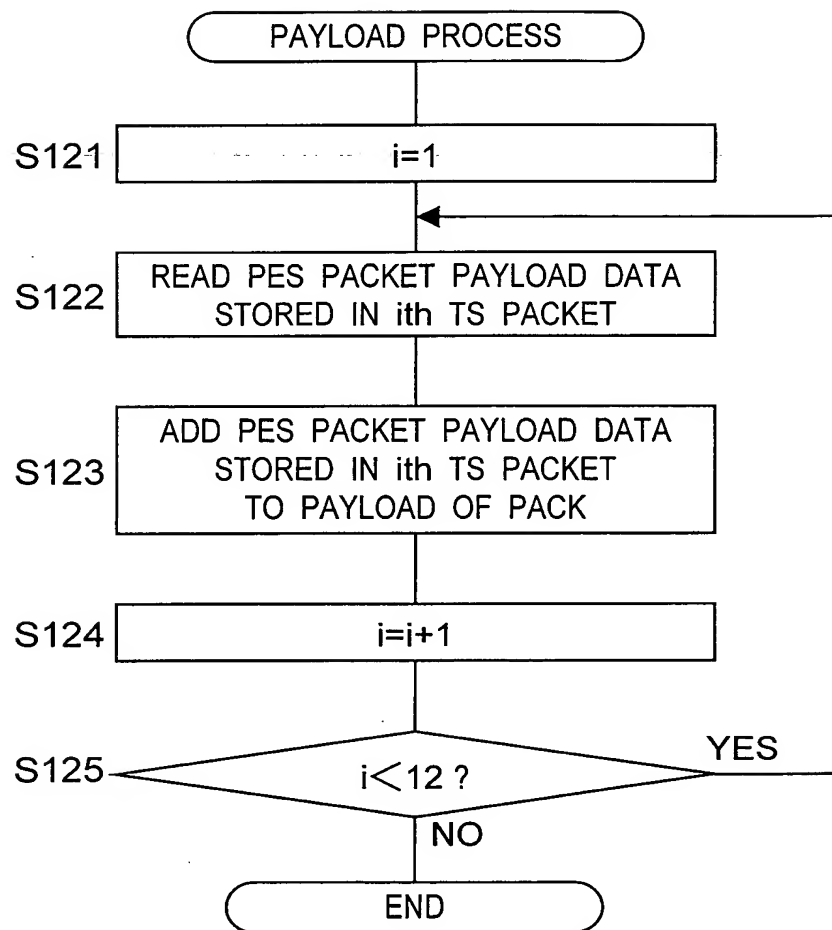 PAYLOAD PROCESS
S121
i=1
S122
READ PES PACKET PAYLOAD DATA
STORED IN ith TS PACKET
S123
ADD PES PACKET PAYLOAD DATA
STORED IN ith TS PACKET
TO PAYLOAD OF PACK
S124
i=i+1
S125
i<12 ?
YES
NO
END